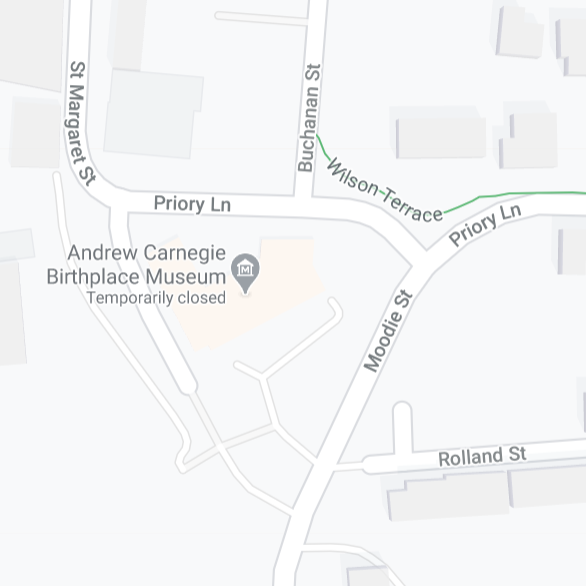 St Margaret St
Buchanan St
Wilson Terrace
Priory Ln
Priory Ln
Andrew Carnegie
Birthplace Museum
Temporarily closed
Moodie St
Rolland St